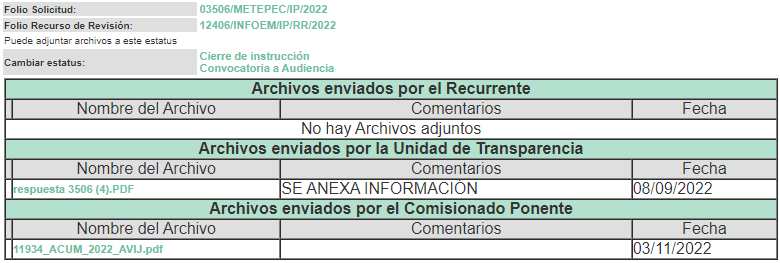 Folio Solicitud: 03506/METEPEC/IP/2022
Folio Recurso de Revisión: 12406/INFOEM/IP/RR/2022
Puede adjuntar archivos a este estatus
Cambiar estatus: Cierre de instrucción
Convocatoria a Audiencia
Archivos enviados por el Recurrente
Nombre del Archivo Comentarios Fecha
No hay Archivos adjuntos
Archivos enviados por la Unidad de Transparencia
Nombre del Archivo Comentarios Fecha
respuesta 3506 (4).PDF SE ANEXA INFORMACIÓN 08/09/2022
Archivos enviados por el Comisionado Ponente
Nombre del Archivo Comentarios Fecha
11934_ACUM_2022_AVIJ.pdf 03/11/2022